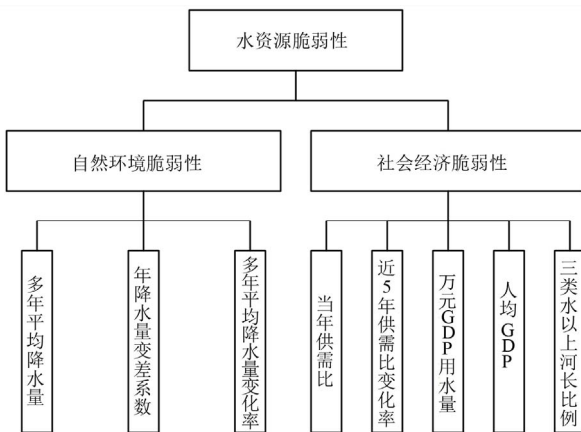 水资源脆弱性
自然环境脆弱性
社会经济脆弱性
多年平均降水量
年降水量变差系数
多年平均降水量变化率
当年供需比
近5年供需比变化率
万元GDP用水量
人均GDP
三类水以上河长比例